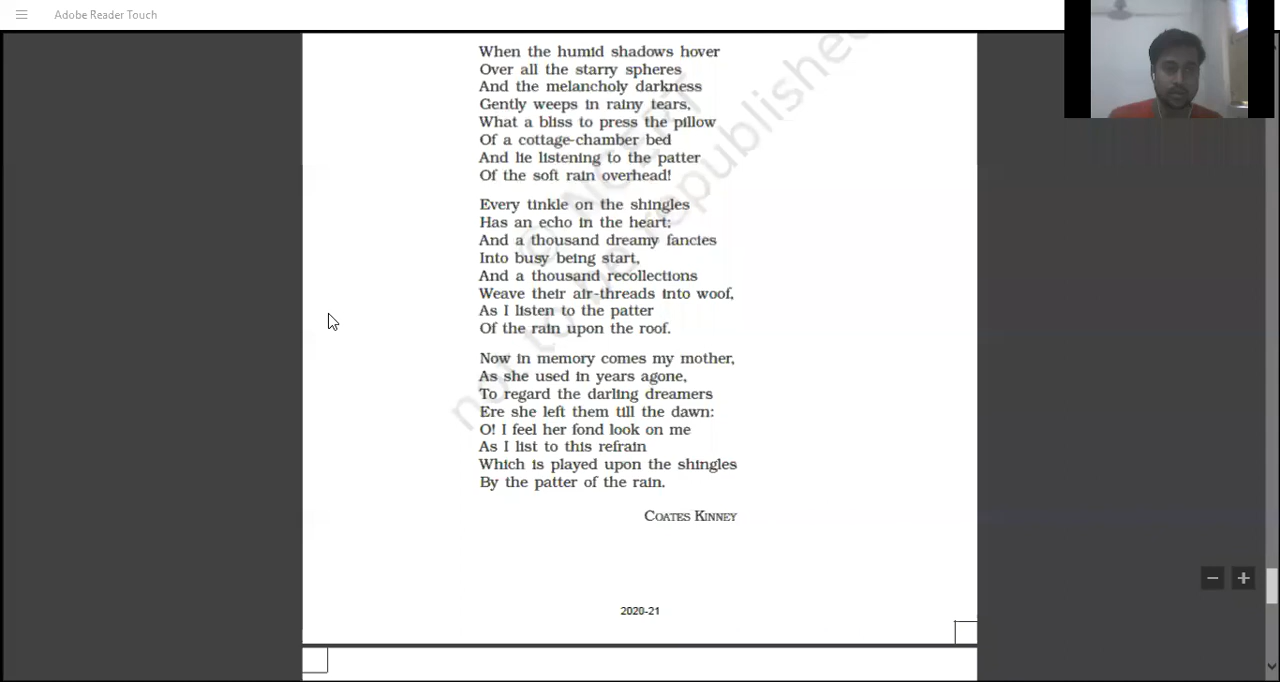 Adobe Reader Touch
When the humid shadows hover
Over all the starry spheres
And the melancholy darkness
Gently weeps in rainy tears,
What a bliss to press the pillow
Of a cottage-chamber bed
And lie listening to the patter
Of the soft rain overhead!
Every tinkle on the shingles
Has an echo in the heart;
And a thousand dreamy fancies
Into busy being start,
And a thousand recollections
Weave their air-threads into woof,
As I listen to the patter
Of the rain upon the roof.
Now in memory comes my mother,
As she used in years agone,
To regard the darling dreamers
Ere she left them till the dawn:
O! I feel her fond look on me
As I list to this refrain
Which is played upon the shingles
By the patter of the rain.
COATES KINNEY
© NCERT
not to be republished
2020-21